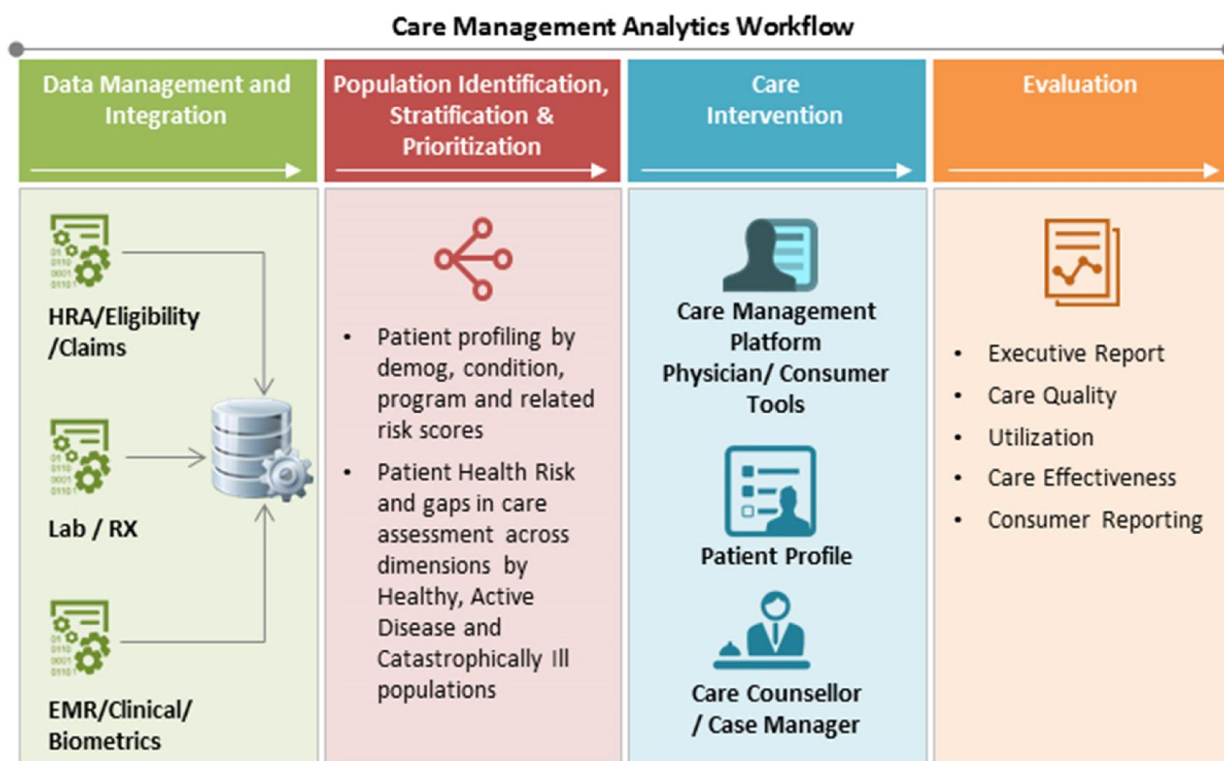 Care Management Analytics Workflow
Data Management and
Integration
Population Identification,
Stratification &
Prioritization
Care
Intervention
Evaluation
HRA/Eligibility
/Claims
Lab / RX
EMR/Clinical/
Biometrics
• Patient profiling by
demog, condition,
program and related
risk scores
• Patient Health Risk
and gaps in care
assessment across
dimensions by
Healthy, Active
Disease and
Catastrophically Ill
populations
Care Management
Platform
Physician/ Consumer
Tools
Patient Profile
Care Counsellor
/ Case Manager
• Executive Report
• Care Quality
• Utilization
• Care Effectiveness
• Consumer Reporting